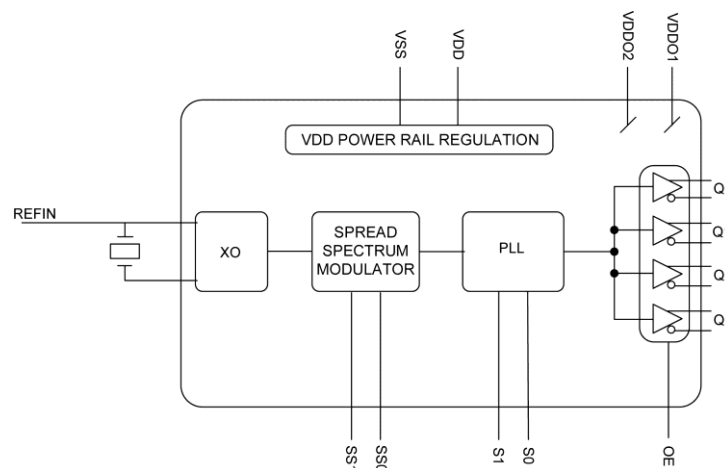 VSS
VDD
VDDO2
VDDO1
VDD POWER RAIL REGULATION
REFIN
XO
SPREAD
SPECTRUM
MODULATOR
PLL
Q
Q
Q
Q
S1
S0
OE